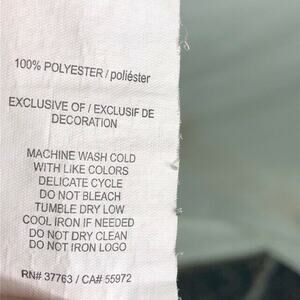 100% POLYESTER / poliéster
EXCLUSIVE OF / EXCLUSIF DE
DECORATION
MACHINE WASH COLD
WITH LIKE COLORS
DELICATE CYCLE
DO NOT BLEACH
TUMBLE DRY LOW
COOL IRON IF NEEDED
DO NOT DRY CLEAN
DO NOT IRON LOGO
RN# 37763 / CA# 55972